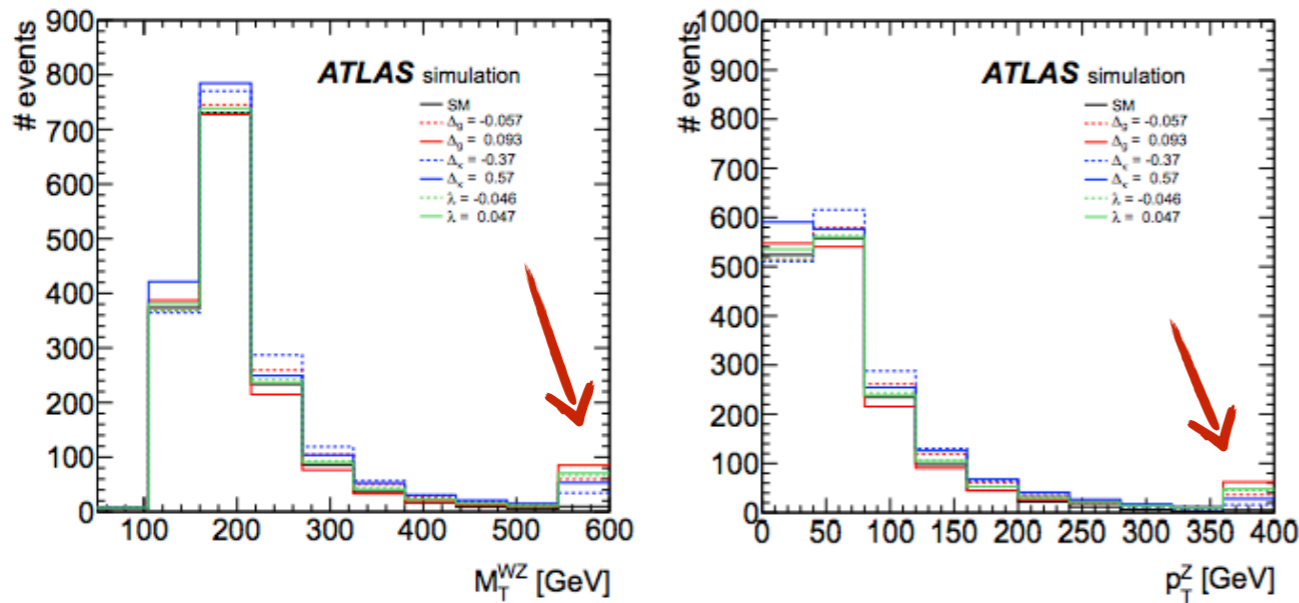 900
800
700
600
500
400
300
200
100
0
# events
ATLAS simulation
SM
Δg = -0.057
Δg = 0.093
Δκ = -0.37
Δκ = 0.57
λ = -0.046
λ = 0.047
100 200 300 400 500 600
M_T^WZ [GeV]
1000
900
800
700
600
500
400
300
200
100
0
# events
ATLAS simulation
SM
Δg = -0.057
Δg = 0.093
Δκ = -0.37
Δκ = 0.57
λ = -0.046
λ = 0.047
0 50 100 150 200 250 300 350 400
p_T^Z [GeV]